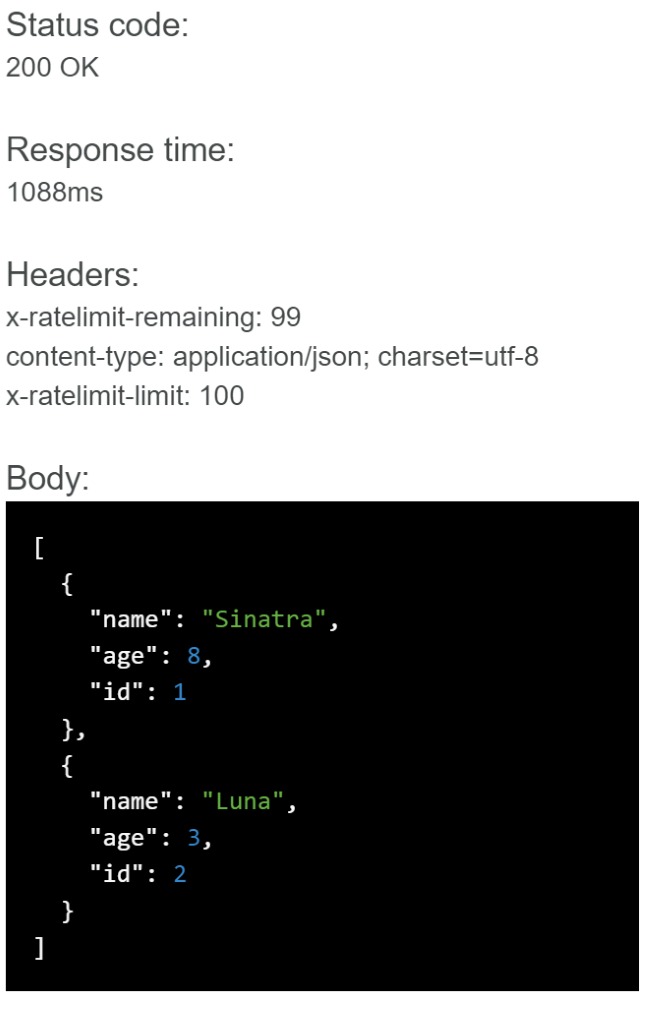 Status code:
200 OK
Response time:
1088ms
Headers:
x-ratelimit-remaining: 99
content-type: application/json; charset=utf-8
x-ratelimit-limit: 100
Body:
[
  {
    "name": "Sinatra",
    "age": 8,
    "id": 1
  },
  {
    "name": "Luna",
    "age": 3,
    "id": 2
  }
]